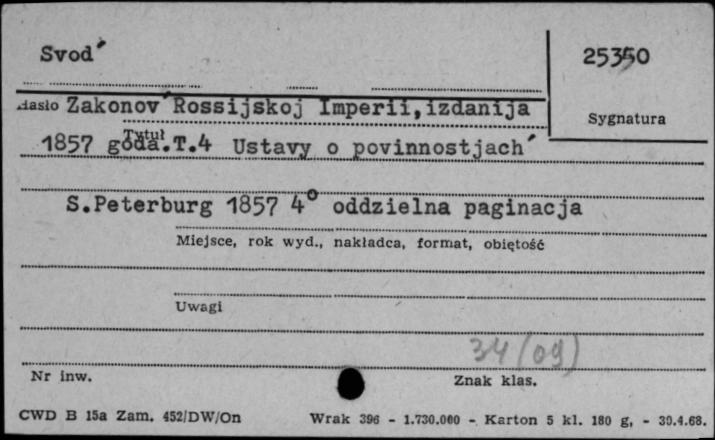 Svod´
25350
Hasło Zakonov´Rossijskoj Imperii,izdanija
Sygnatura
Tytuł
1857 goda.T.4 Ustavy o povinnostjach´
S.Peterburg 1857 4° oddzielna paginacja
Miejsce, rok wyd., nakładca, format, objętość
Uwagi
34 (09)
Nr inw.
Znak klas.
CWD B 15a Zam. 452/DW/On
Wrak 396 - 1.730.000 - Karton 5 kl. 180 g, - 30.4.68.